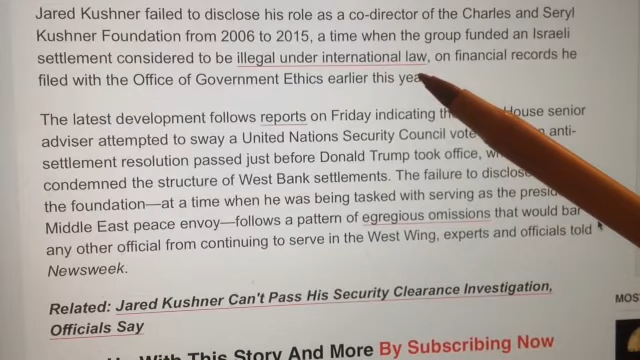 Jared Kushner failed to disclose his role as a co-director of the Charles and Seryl
Kushner Foundation from 2006 to 2015, a time when the group funded an Israeli
settlement considered to be illegal under international law, on financial records he
filed with the Office of Government Ethics earlier this yea
The latest development follows reports on Friday indicating th House senior
adviser attempted to sway a United Nations Security Council vote anti-
settlement resolution passed just before Donald Trump took office, w
condemned the structure of West Bank settlements. The failure to disclose
the foundation—at a time when he was being tasked with serving as the presid
Middle East peace envoy—follows a pattern of egregious omissions that would bar
any other official from continuing to serve in the West Wing, experts and officials told
Newsweek.
Related: Jared Kushner Can't Pass His Security Clearance Investigation,
Officials Say
MOS
With This Story And More By Subscribing Now